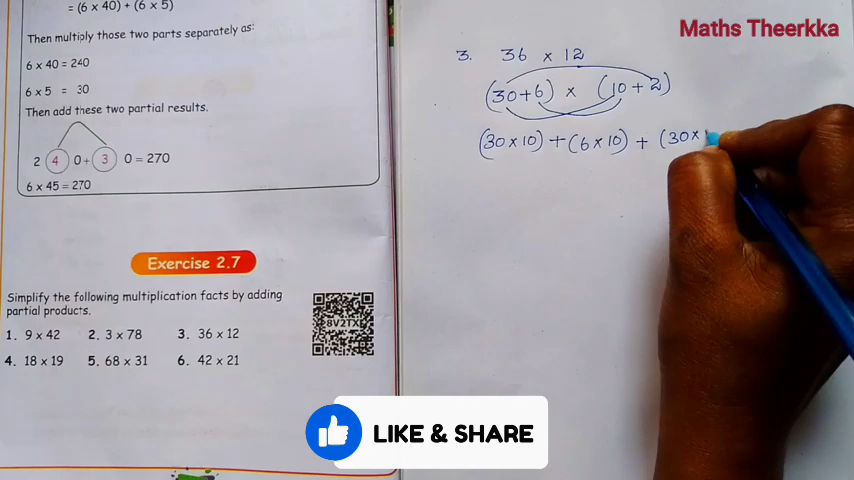 = (6 x 40) + (6 x 5)
Then multiply those two parts separately as:
6 x 40 = 240
6 x 5 = 30
Then add these two partial results.
2 4 0 + 3 0 = 270
6 x 45 = 270
Exercise 2.7
Simplify the following multiplication facts by adding
partial products.
1. 9 x 42 2. 3 x 78 3. 36 x 12
4. 18 x 19 5. 68 x 31 6. 42 x 21
8V2TX
Maths Theerkka
3. 36 x 12
(30+6) x (10+2)
(30x10) + (6x10) + (30x
LIKE & SHARE